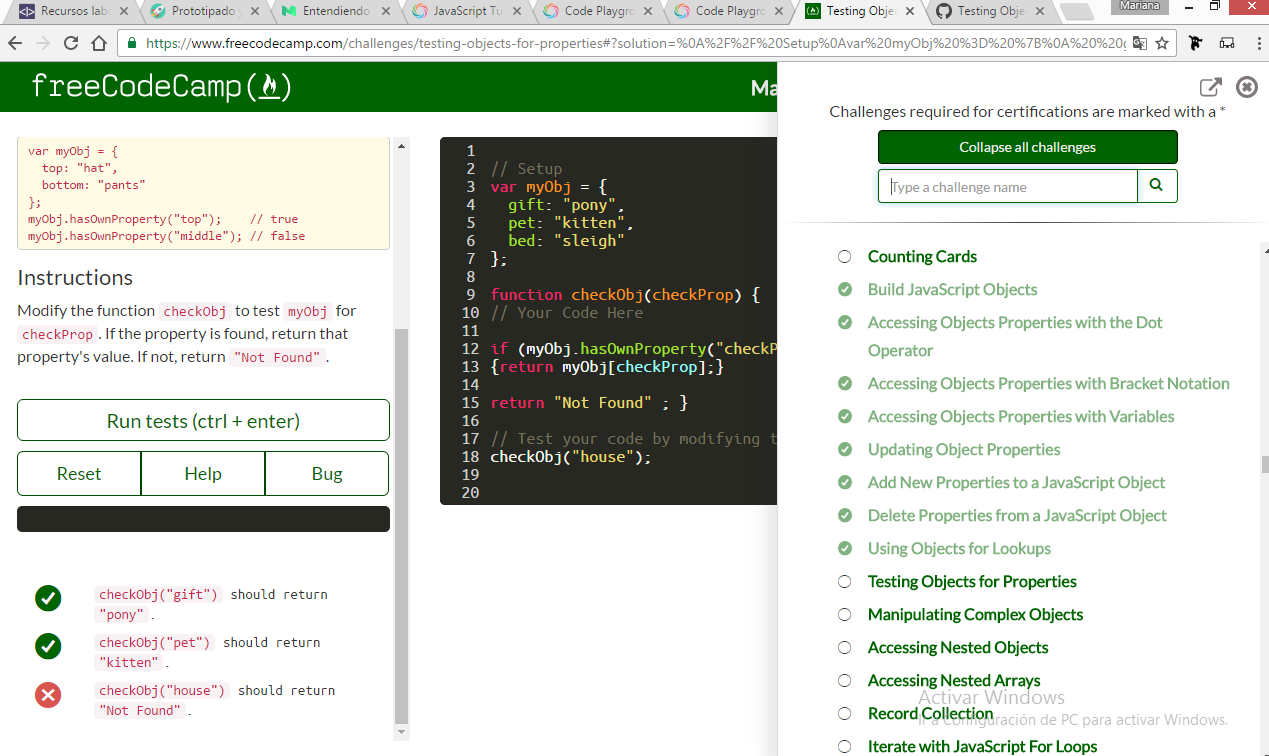 Recursos labo
Prototipado y
Entendiendo
JavaScript Tu
Code Playgro
Code Playgro
Testing Objec
Testing Obje
Mariana
https://www.freecodecamp.com/challenges/testing-objects-for-properties#?solution=%0A%2F%2F%20Setup%0Avar%20myObj%20%3D%20%7B%0A%20%20g
freeCodeCamp(
)
Ma
var myObj = {
top: "hat",
bottom: "pants"
};
myObj.hasOwnProperty("top");    // true
myObj.hasOwnProperty("middle"); // false
Instructions
Modify the function checkObj to test myObj for
checkProp . If the property is found, return that
property's value. If not, return "Not Found" .
Run tests (ctrl + enter)
Reset
Help
Bug
checkObj("gift") should return
"pony" .
checkObj("pet") should return
"kitten" .
checkObj("house") should return
"Not Found" .
1
2 // Setup
3 var myObj = {
4   gift: "pony",
5   pet: "kitten",
6   bed: "sleigh"
7 };
8
9 function checkObj(checkProp) {
10 // Your Code Here
11
12 if (myObj.hasOwnProperty("checkP
13 {return myObj[checkProp];}
14
15 return "Not Found" ; }
16
17 // Test your code by modifying t
18 checkObj("house");
19
20
Challenges required for certifications are marked with a *
Collapse all challenges
Type a challenge name
Counting Cards
Build JavaScript Objects
Accessing Objects Properties with the Dot
Operator
Accessing Objects Properties with Bracket Notation
Accessing Objects Properties with Variables
Updating Object Properties
Add New Properties to a JavaScript Object
Delete Properties from a JavaScript Object
Using Objects for Lookups
Testing Objects for Properties
Manipulating Complex Objects
Accessing Nested Objects
Accessing Nested Arrays
Record Collection
Iterate with JavaScript For Loops
Activar Windows
Ir a Configuración de PC para activar Windows.